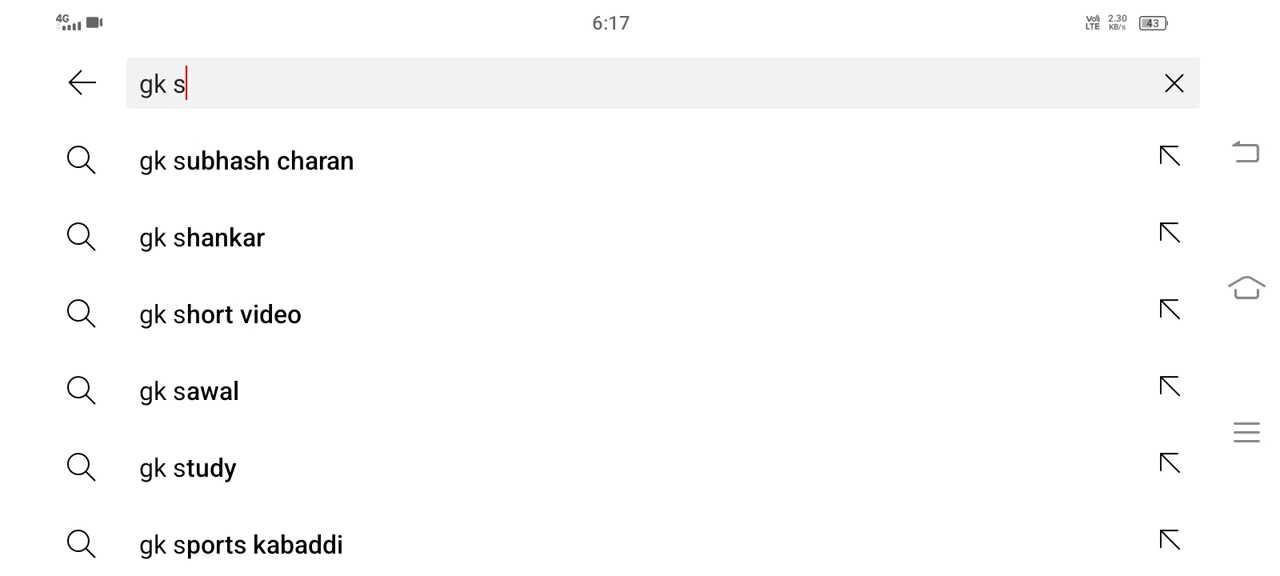 4G 6:17 Vo) LTE 2.30 KB/s 43
gk s
gk subhash charan
gk shankar
gk short video
gk sawal
gk study
gk sports kabaddi